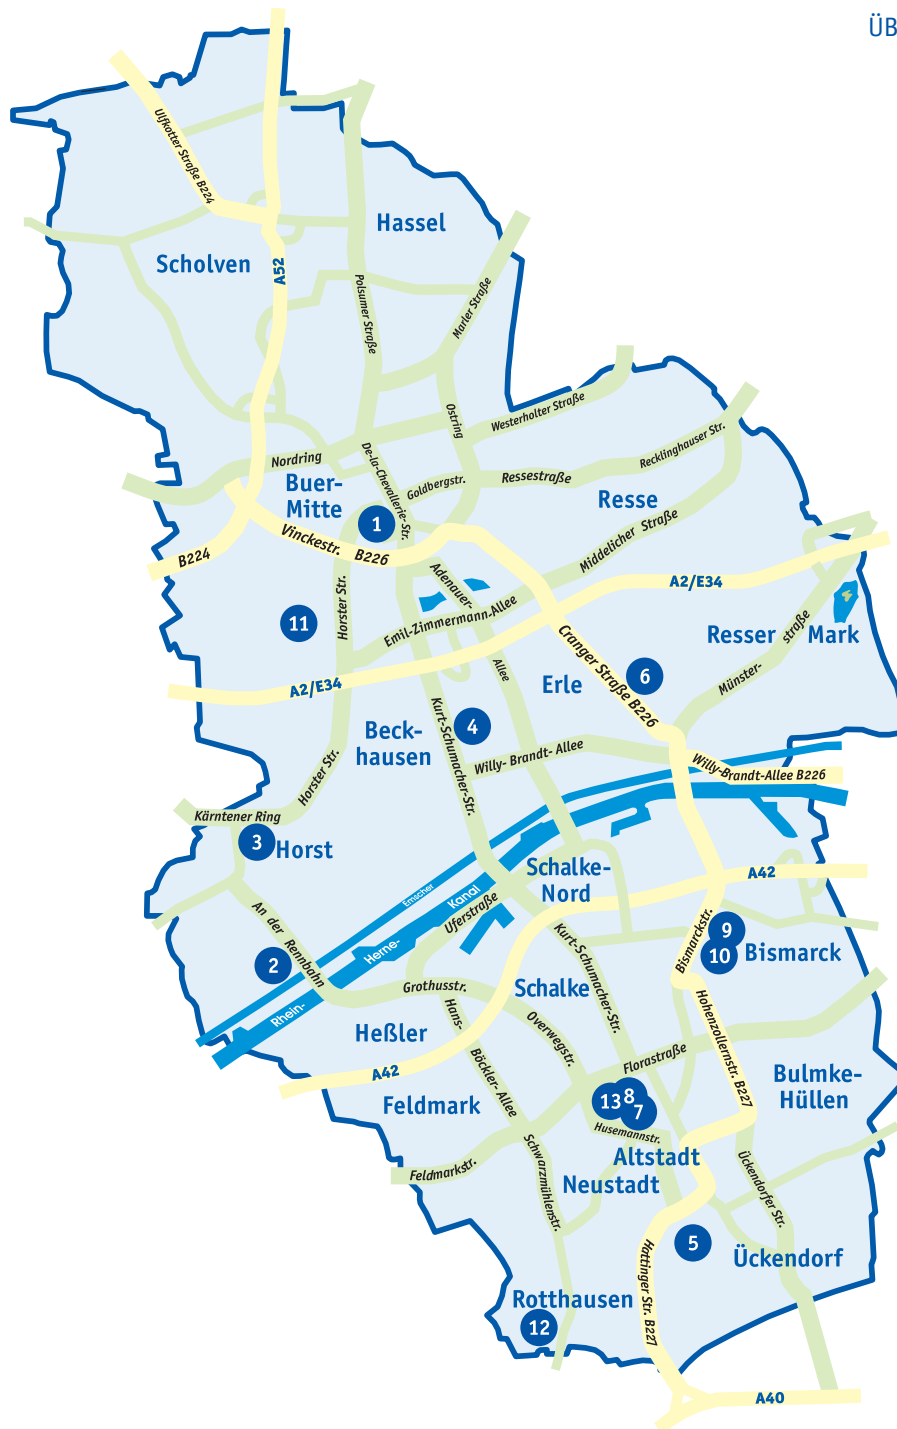 ÜB
Ulfkotter Straße B224
Hassel
Scholven
A52
Polsumer Straße
Marler Straße
Ostring
Westerholter Straße
Recklinghauser Str.
Nordring
De-la-Chevallerie-Str.
Goldbergstr.
Ressestraße
Buer-
Mitte
Resse
1
Vinckestr. B226
B224
Middelicher Straße
Adenauer-
Allee
A2/E34
Horster Str.
Emil-Zimmermann-Allee
11
Cranger Straße B226
Resser Mark
Münster-
straße
6
Erle
A2/E34
Beck-
hausen
4
Kurt-Schumacher-Str.
Willy- Brandt- Allee
Willy-Brandt-Allee B226
Horster Str.
Kärntener Ring
3
Horst
Schalke-
Nord
A42
Emscher
Rhein-
Herne-
Kanal
Uferstraße
An der Rennbahn
Bismarckstr.
9
10
Bismarck
2
Kurt-Schumacher-Str.
Grothusstr.
Schalke
Hans-
Böckler- Allee
Overwegstr.
Hohenzollernstr. B227
Heßler
Florastraße
A42
Bulmke-
Hüllen
Feldmark
13
8
7
Husemannstr.
Schwarzmühlenstr.
Altstadt
Feldmarkstr.
Neustadt
Ückendorfer Str.
5
Hattinger Str. B227
Ückendorf
Rotthausen
12
A40